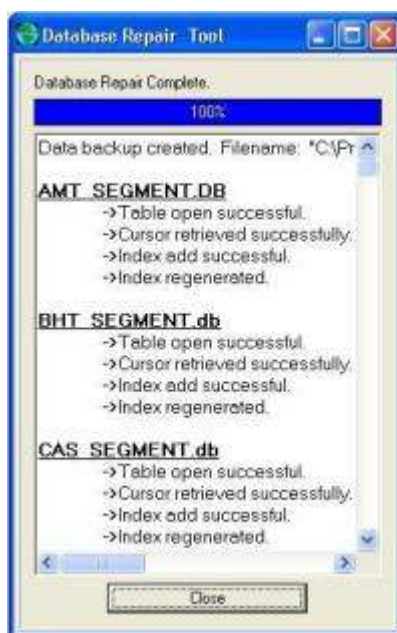 Database Repair Tool
Database Repair Complete.
100%
Data backup created. Filename: "C:\Pr
AMT_SEGMENT.DB
->Table open successful.
->Cursor retrieved successfully.
->Index add successful.
->Index regenerated.
BHT_SEGMENT.db
->Table open successful.
->Cursor retrieved successfully.
->Index add successful.
->Index regenerated.
CAS_SEGMENT.db
->Table open successful.
->Cursor retrieved successfully.
->Index add successful.
->Index regenerated.
Close